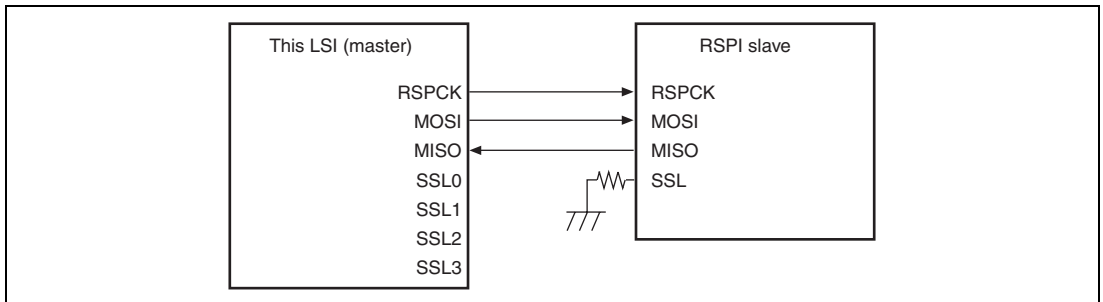 This LSI (master)
RSPCK
MOSI
MISO
SSL0
SSL1
SSL2
SSL3
RSPI slave
RSPCK
MOSI
MISO
SSL